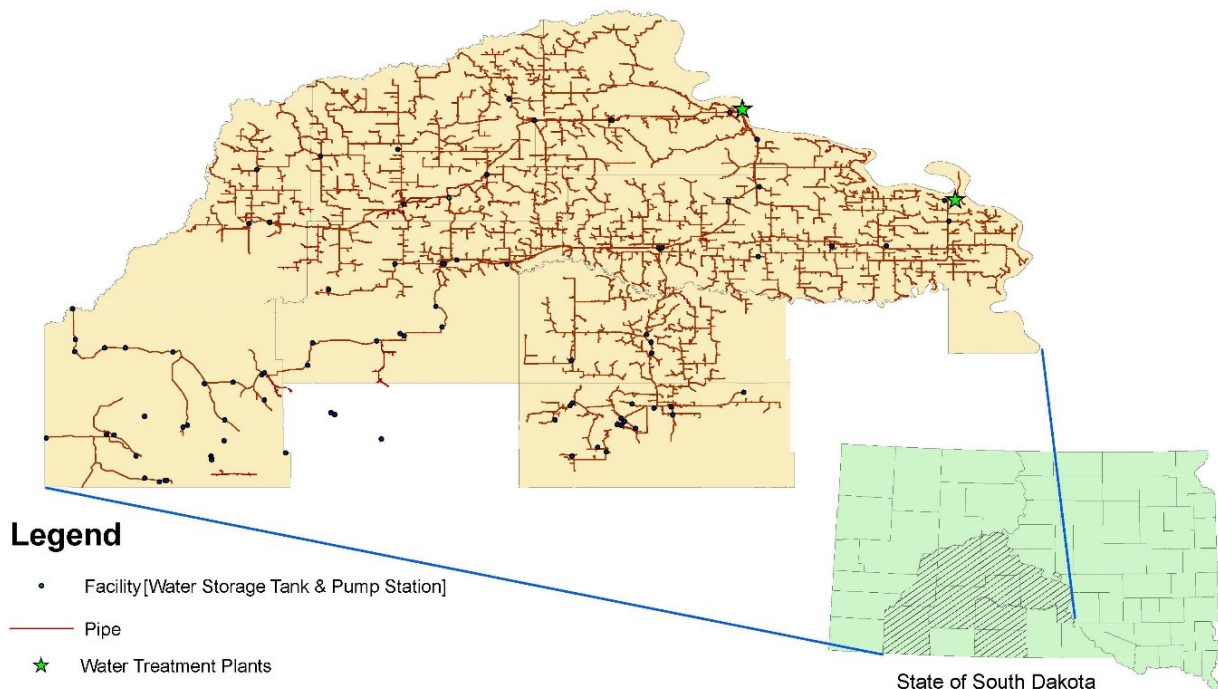 Legend
Facility[Water Storage Tank & Pump Station]
Pipe
Water Treatment Plants
State of South Dakota